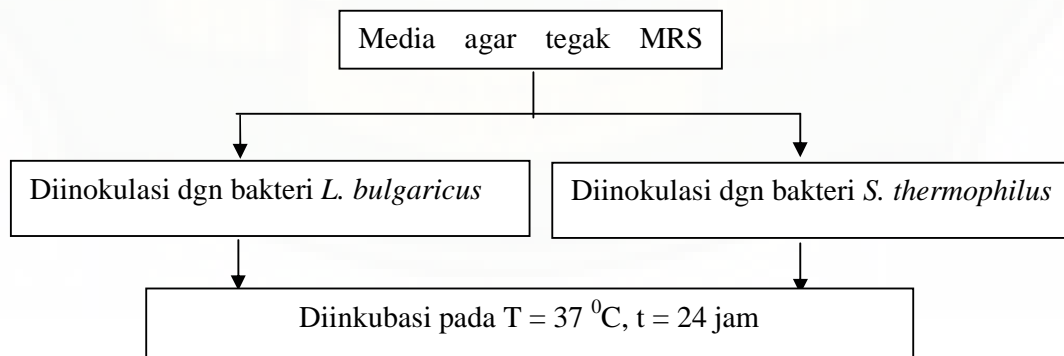 Media agar tegak MRS
Diinokulasi dgn bakteri L. bulgaricus
Diinokulasi dgn bakteri S. thermophilus
Diinkubasi pada T = 37 ⁰C, t = 24 jam